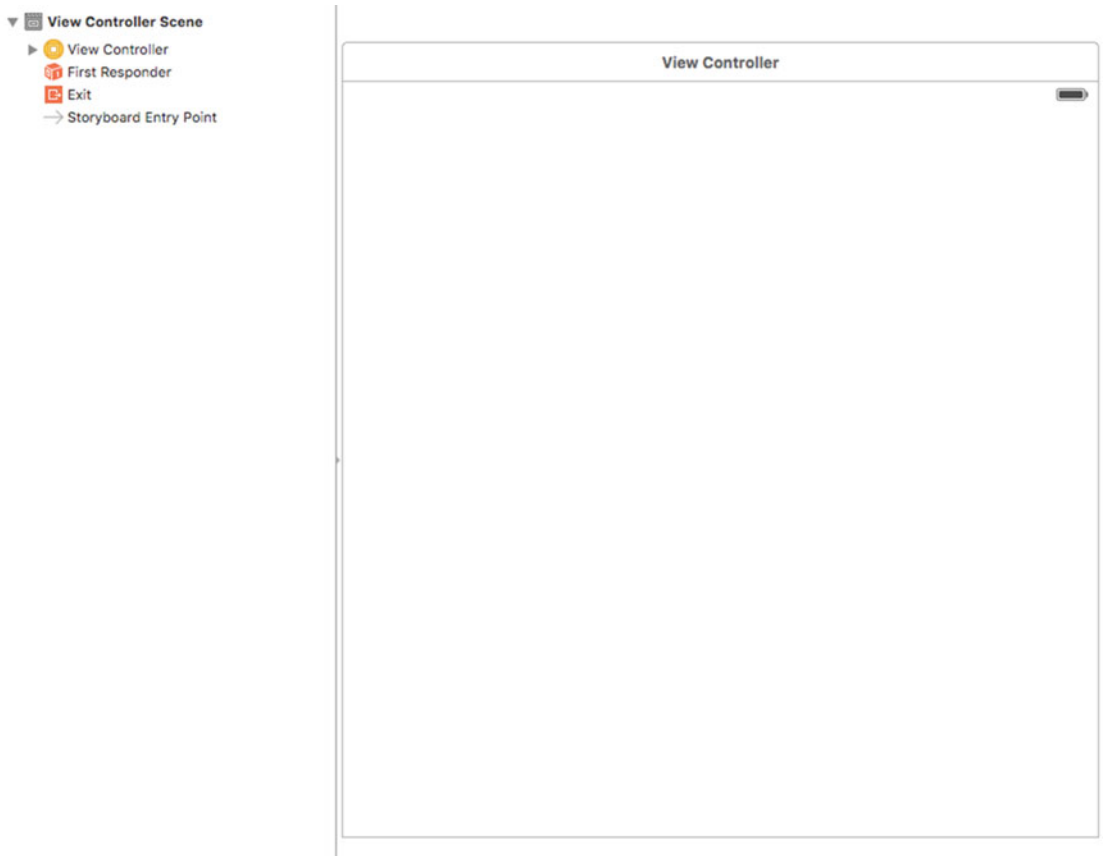 View Controller Scene
View Controller
First Responder
Exit
Storyboard Entry Point
View Controller